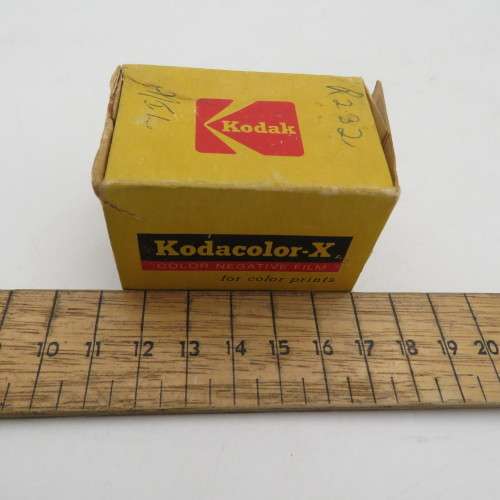 R232
Kodak
Kodacolor-X
COLOR NEGATIVE FILM
for color prints
10 11 12 13 14 15 16 17 18 19 20